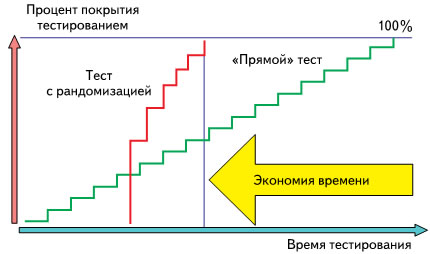 Процент покрытия
тестированием
100%
«Прямой» тест
Тест
с рандомизацией
Экономия времени
Время тестирования